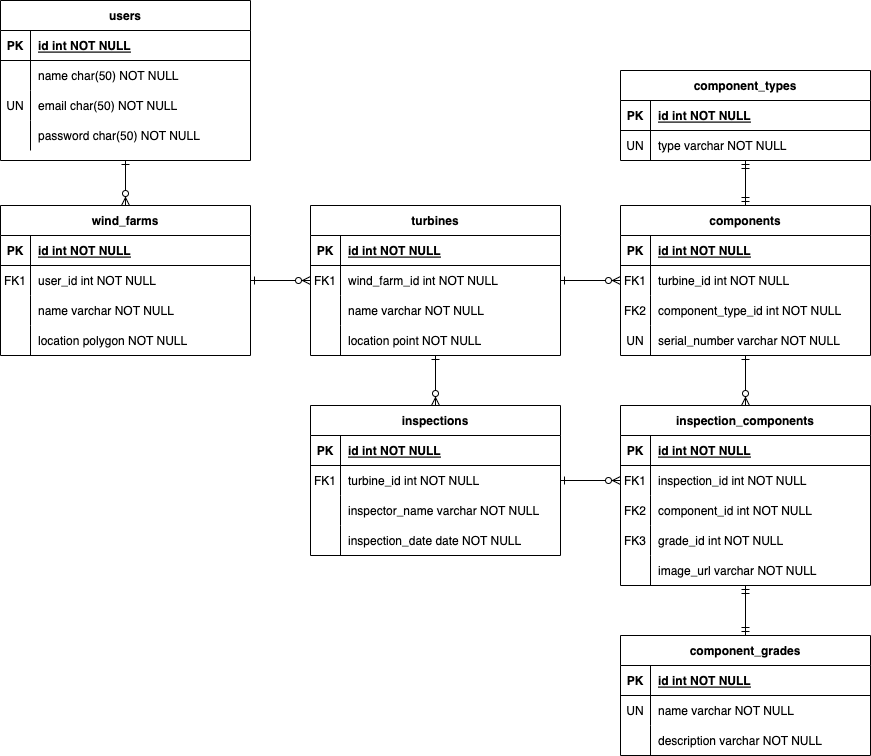 users
PK id int NOT NULL
name char(50) NOT NULL
UN email char(50) NOT NULL
password char(50) NOT NULL
component_types
PK id int NOT NULL
UN type varchar NOT NULL
wind_farms
PK id int NOT NULL
FK1 user_id int NOT NULL
name varchar NOT NULL
location polygon NOT NULL
turbines
PK id int NOT NULL
FK1 wind_farm_id int NOT NULL
name varchar NOT NULL
location point NOT NULL
components
PK id int NOT NULL
FK1 turbine_id int NOT NULL
FK2 component_type_id int NOT NULL
UN serial_number varchar NOT NULL
inspections
PK id int NOT NULL
FK1 turbine_id int NOT NULL
inspector_name varchar NOT NULL
inspection_date date NOT NULL
inspection_components
PK id int NOT NULL
FK1 inspection_id int NOT NULL
FK2 component_id int NOT NULL
FK3 grade_id int NOT NULL
image_url varchar NOT NULL
component_grades
PK id int NOT NULL
UN name varchar NOT NULL
description varchar NOT NULL